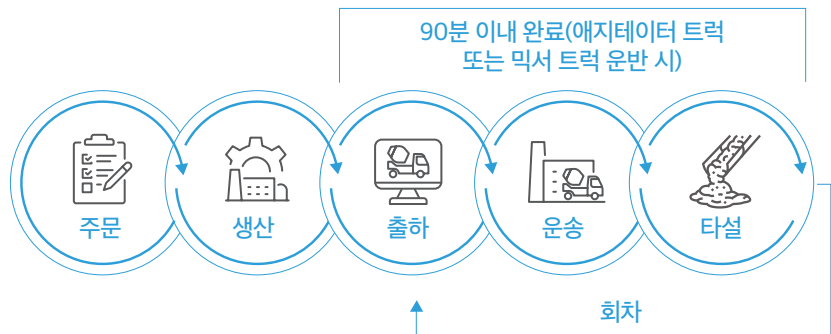 90분 이내 완료(애지테이터 트럭
또는 믹서 트럭 운반 시)
주문
생산
출하
운송
타설
회차